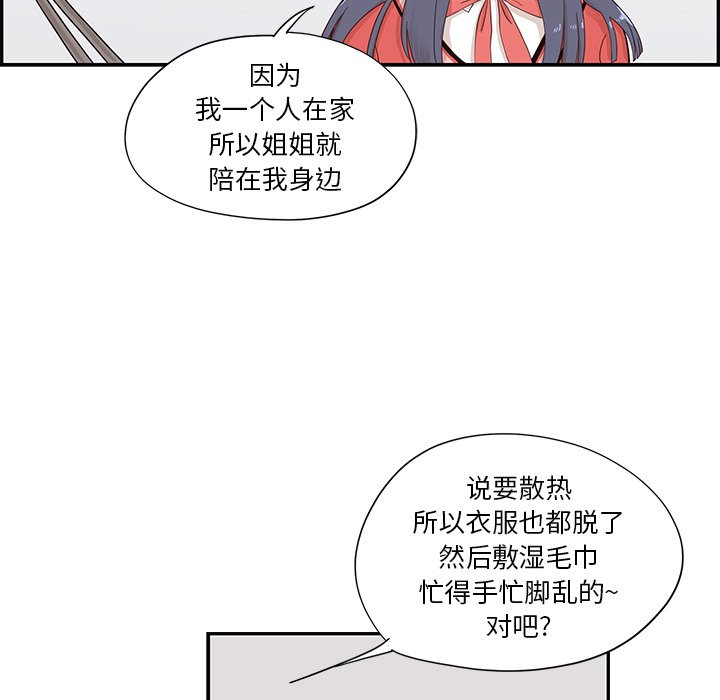 因为
我一个人在家
所以姐姐就
陪在我身边
说要散热
所以衣服也都脱了
然后敷湿毛巾
忙得手忙脚乱的~
对吧?